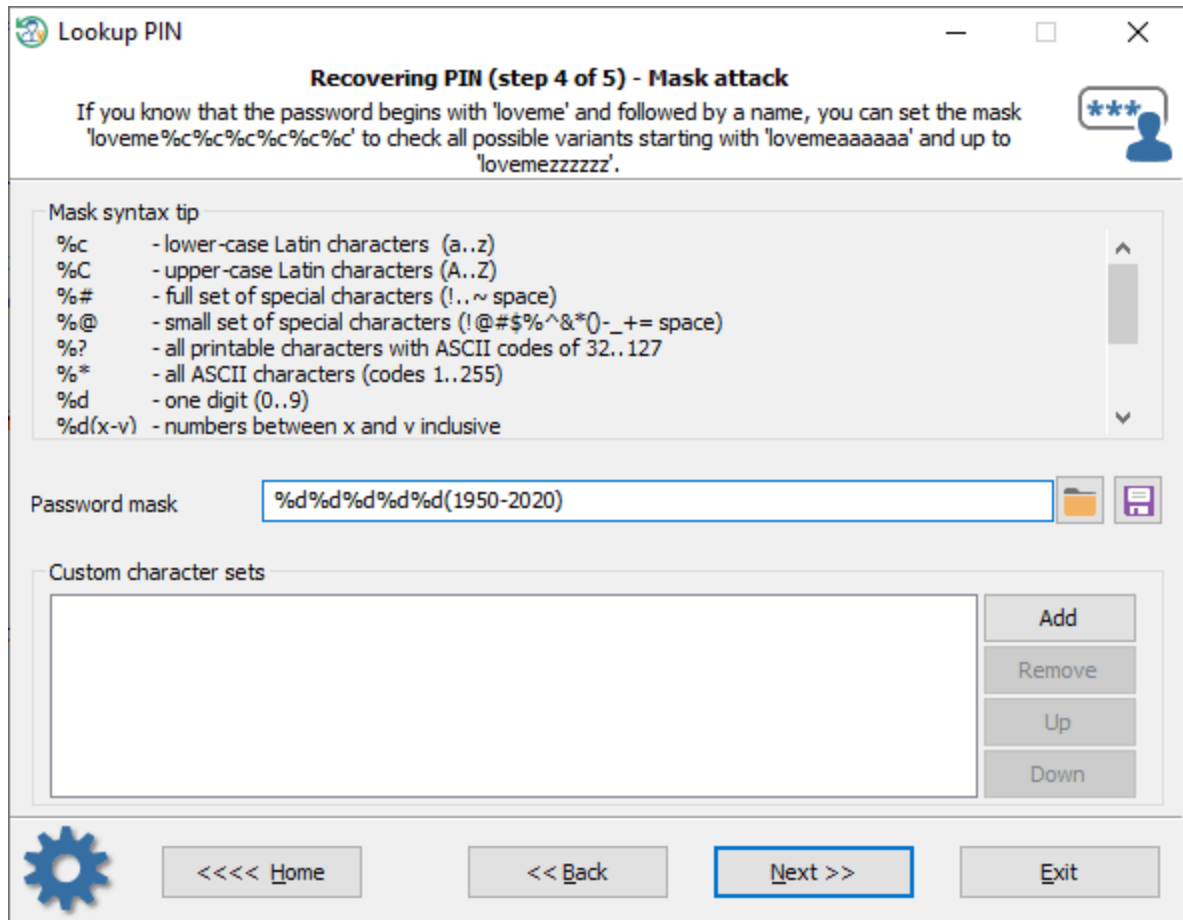 Lookup PIN
Recovering PIN (step 4 of 5) - Mask attack
If you know that the password begins with 'loveme' and followed by a name, you can set the mask
'loveme%c%c%c%c%c%c' to check all possible variants starting with 'lovemeaaaaaa' and up to
'lovemezzzzzz'.
***
Mask syntax tip
%c - lower-case Latin characters (a..z)
%C - upper-case Latin characters (A..Z)
%# - full set of special characters (!..~ space)
%@ - small set of special characters (!@#$%^&*()-_+= space)
%? - all printable characters with ASCII codes of 32..127
%* - all ASCII characters (codes 1..255)
%d - one digit (0..9)
%d(x-y) - numbers between x and y inclusive
Password mask %d%d%d%d%d(1950-2020)
Custom character sets
Add
Remove
Up
Down
<<<< Home << Back Next >> Exit